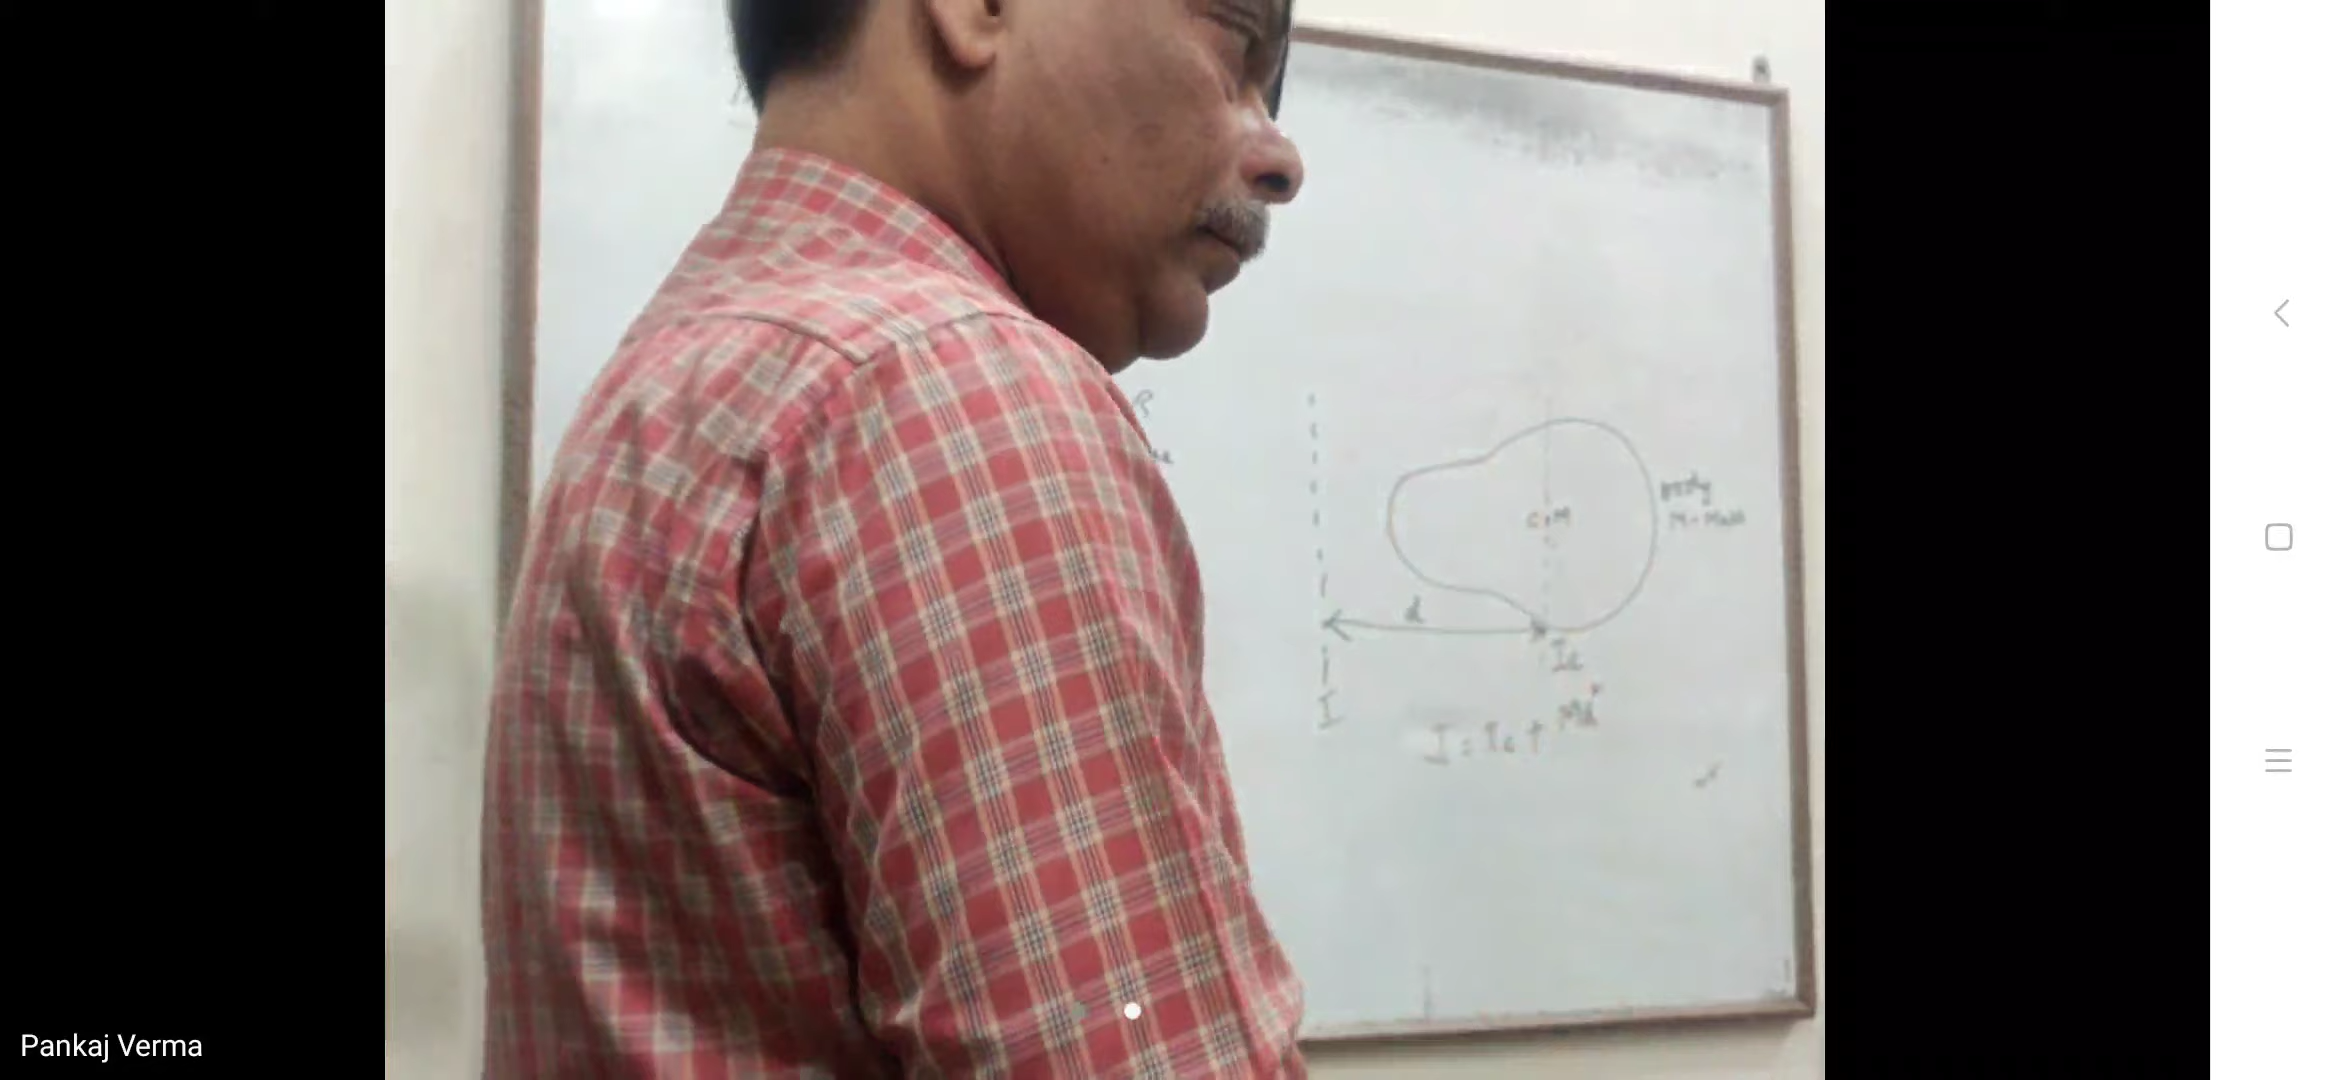 R
C.M
body
M-Mass
d
Ic
I
I = Ic + Md²
Pankaj Verma